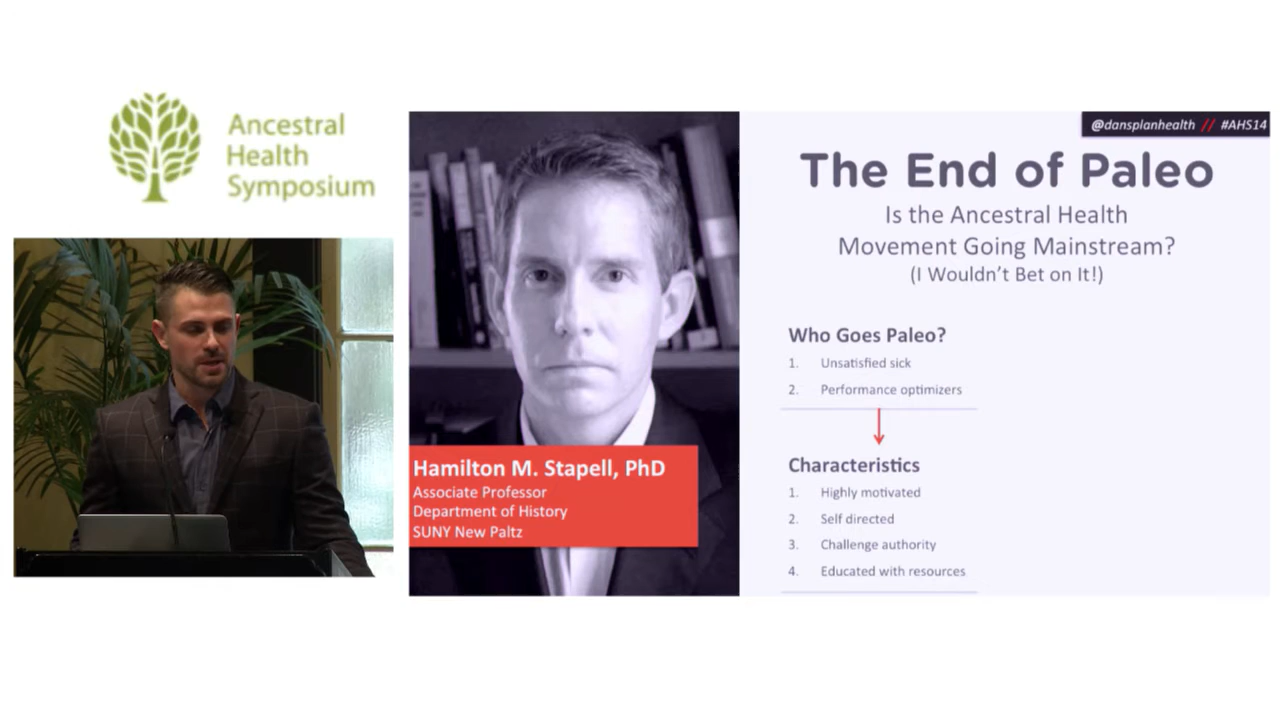 Ancestral
Health
Symposium
@dansplanhealth // #AHS14
The End of Paleo
Is the Ancestral Health
Movement Going Mainstream?
(I Wouldn't Bet on It!)
Who Goes Paleo?
1. Unsatisfied sick
2. Performance optimizers
Characteristics
1. Highly motivated
2. Self directed
3. Challenge authority
4. Educated with resources
Hamilton M. Stapell, PhD
Associate Professor
Department of History
SUNY New Paltz